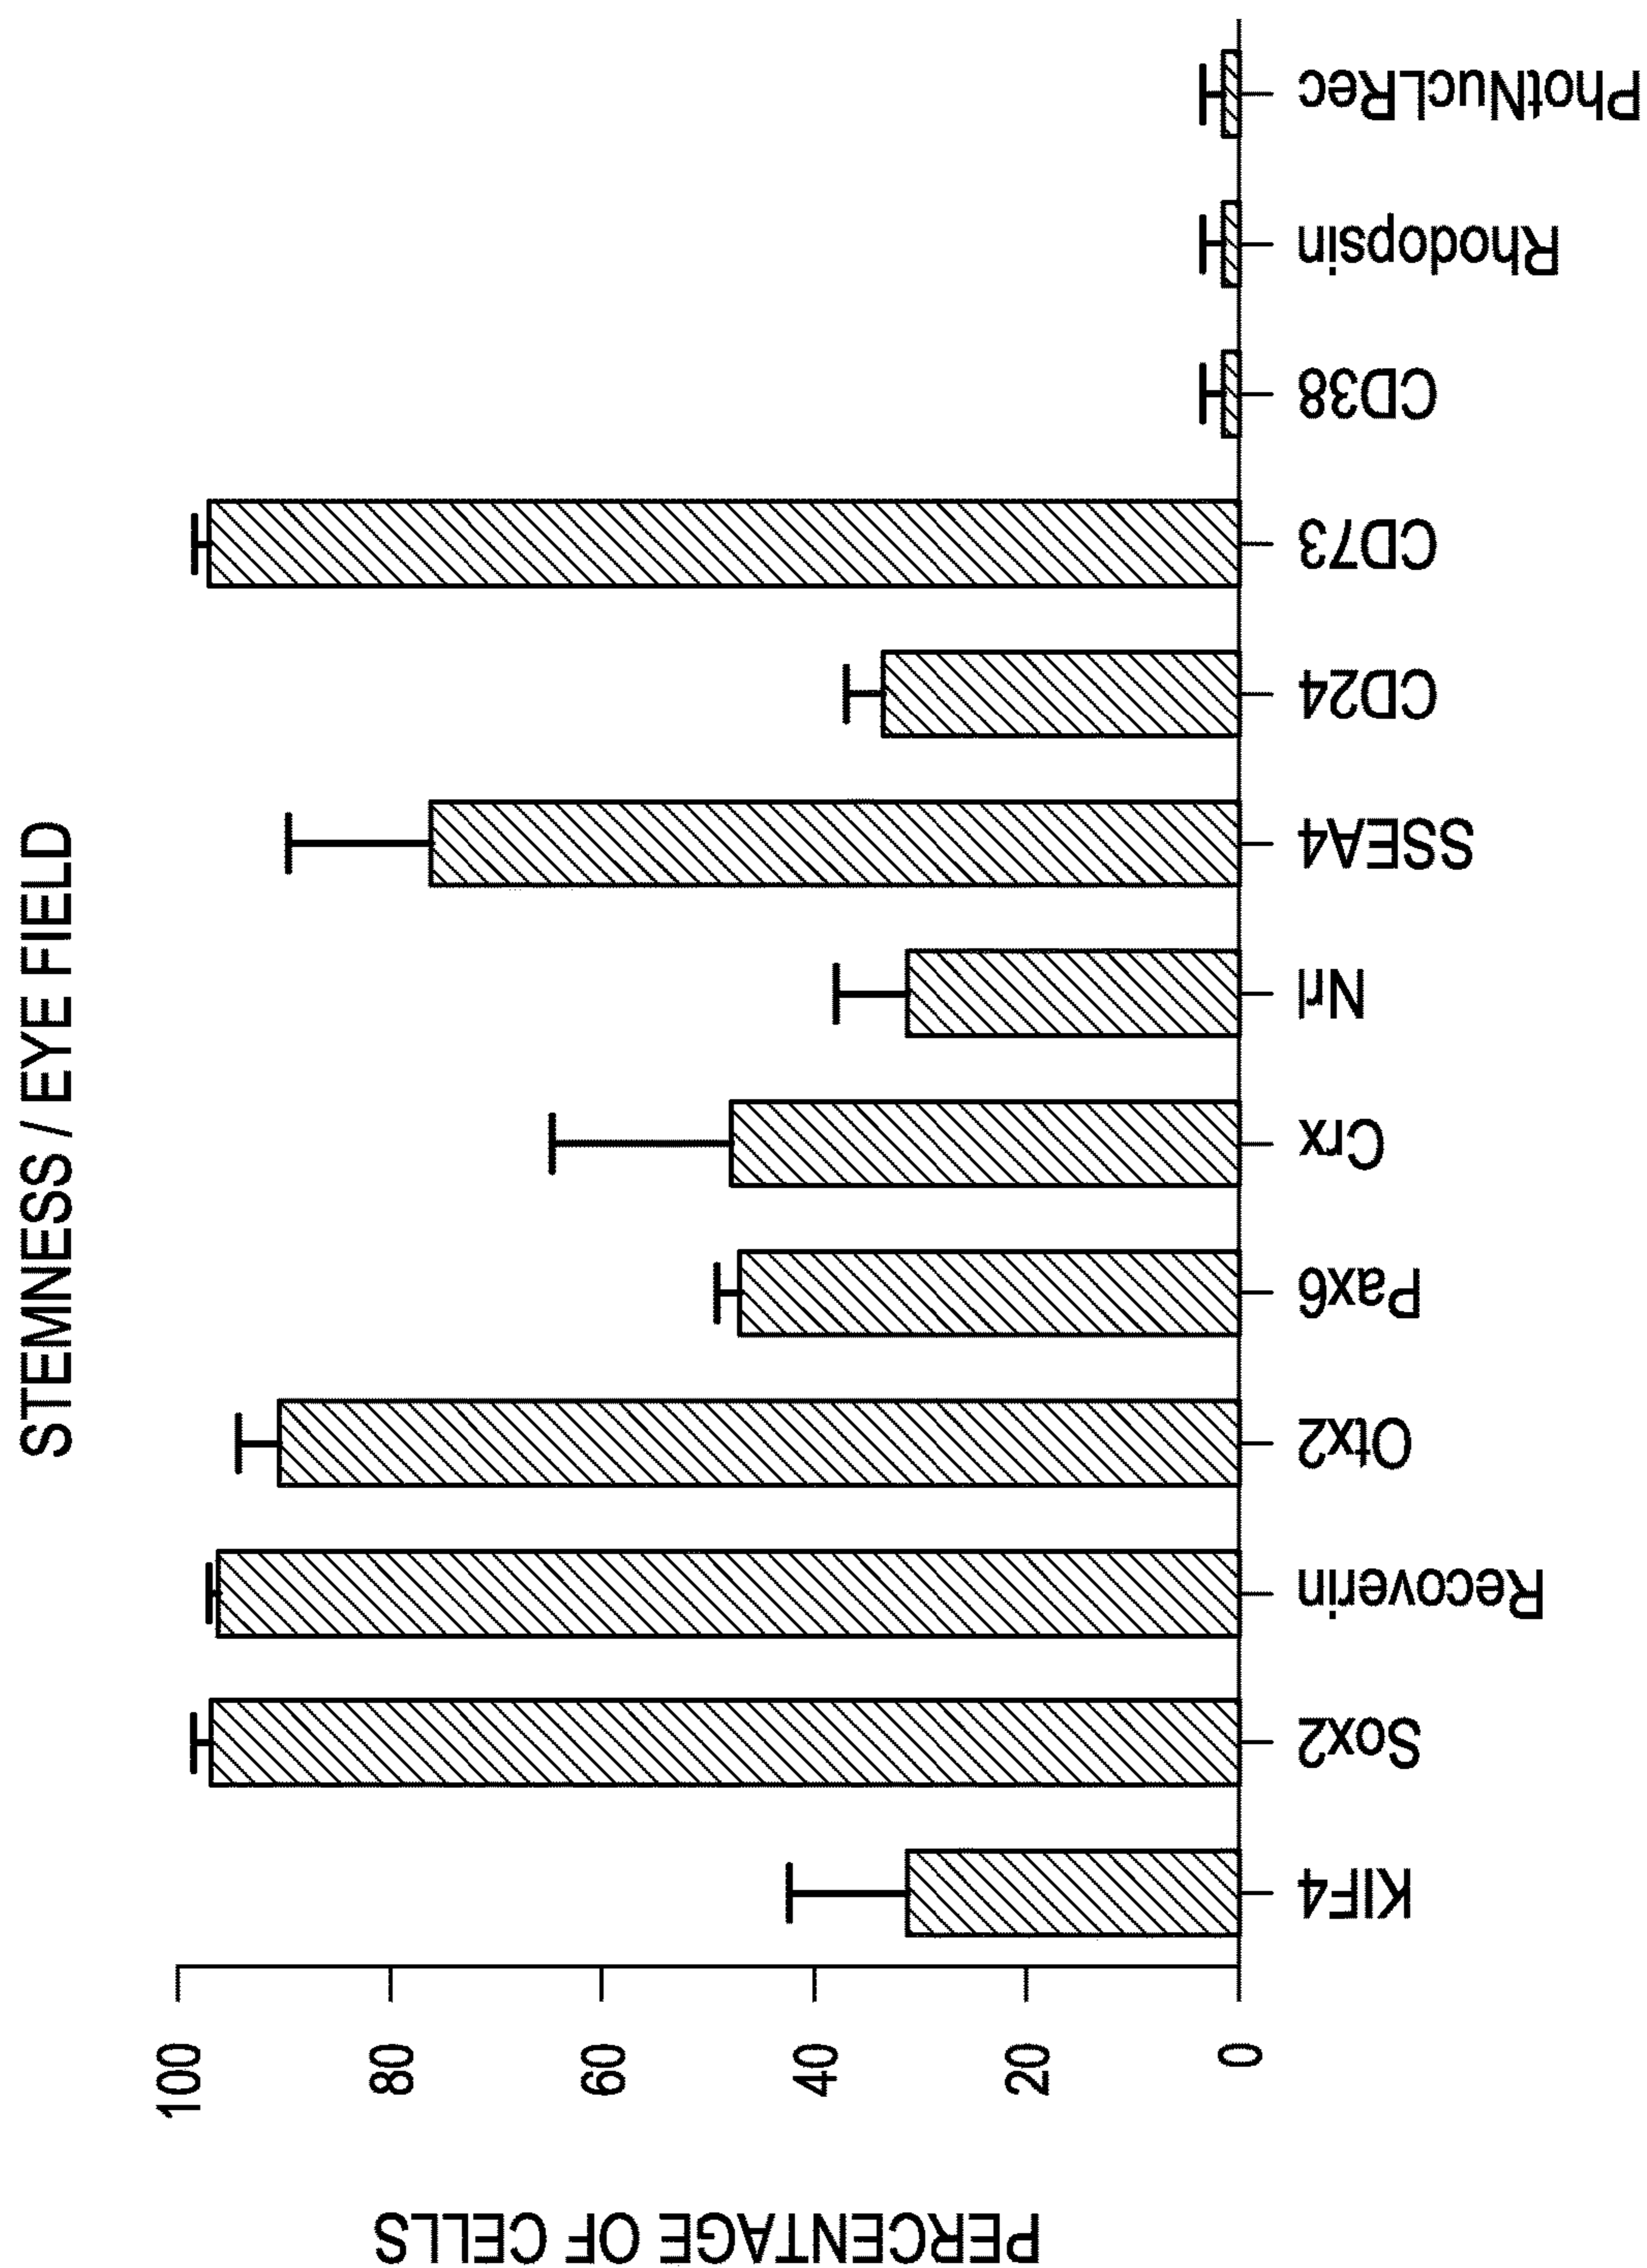 STEMNESS / EYE FIELD
PERCENTAGE OF CELLS
100
80
60
40
20
0
KIF4
Sox2
Recoverin
Otx2
Pax6
Crx
Nrl
SSEA4
CD24
CD73
CD38
Rhodopsin
PhotNucLRec